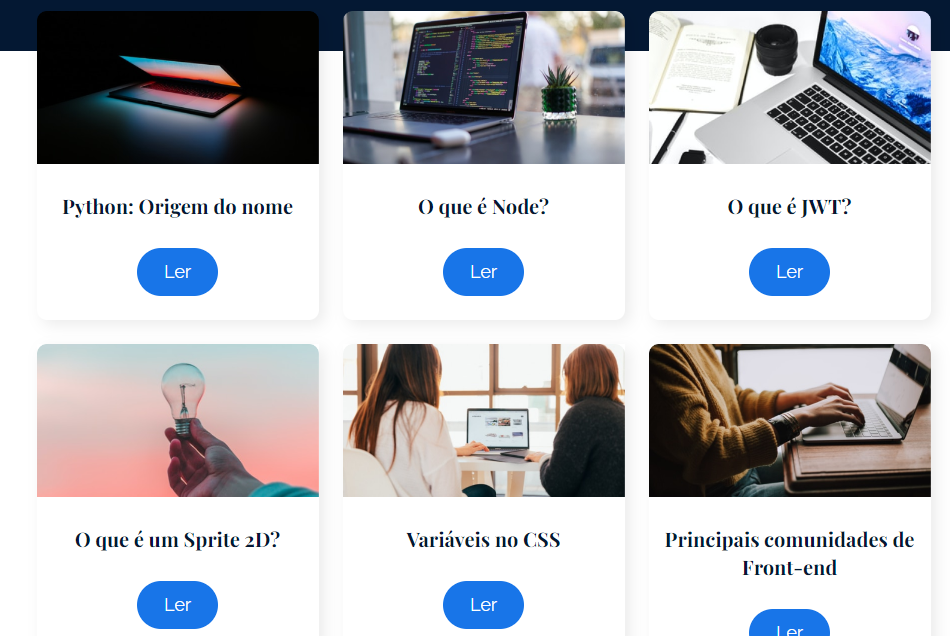 Python: Origem do nome
O que é Node?
O que é JWT?
Ler
Ler
Ler
O que é um Sprite 2D?
Variáveis no CSS
Principais comunidades de
Front-end
Ler
Ler
Ler